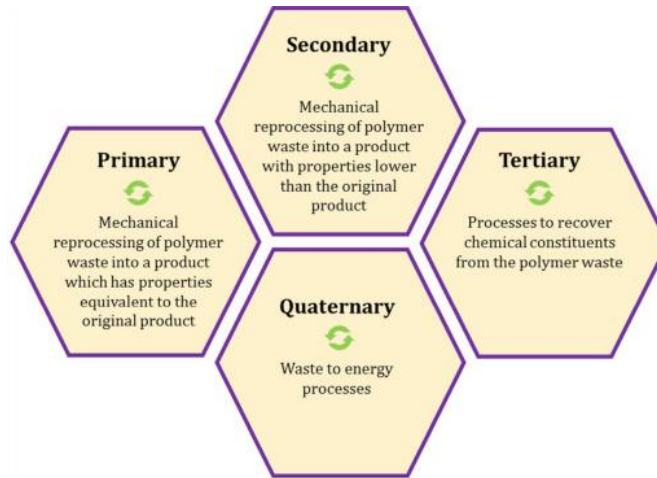 Secondary
Mechanical
reprocessing of polymer
waste into a product
with properties lower
than the original
product
Primary
Mechanical
reprocessing of polymer
waste into a product
which has properties
equivalent to the
original product
Tertiary
Processes to recover
chemical constituents
from the polymer waste
Quaternary
Waste to energy
processes